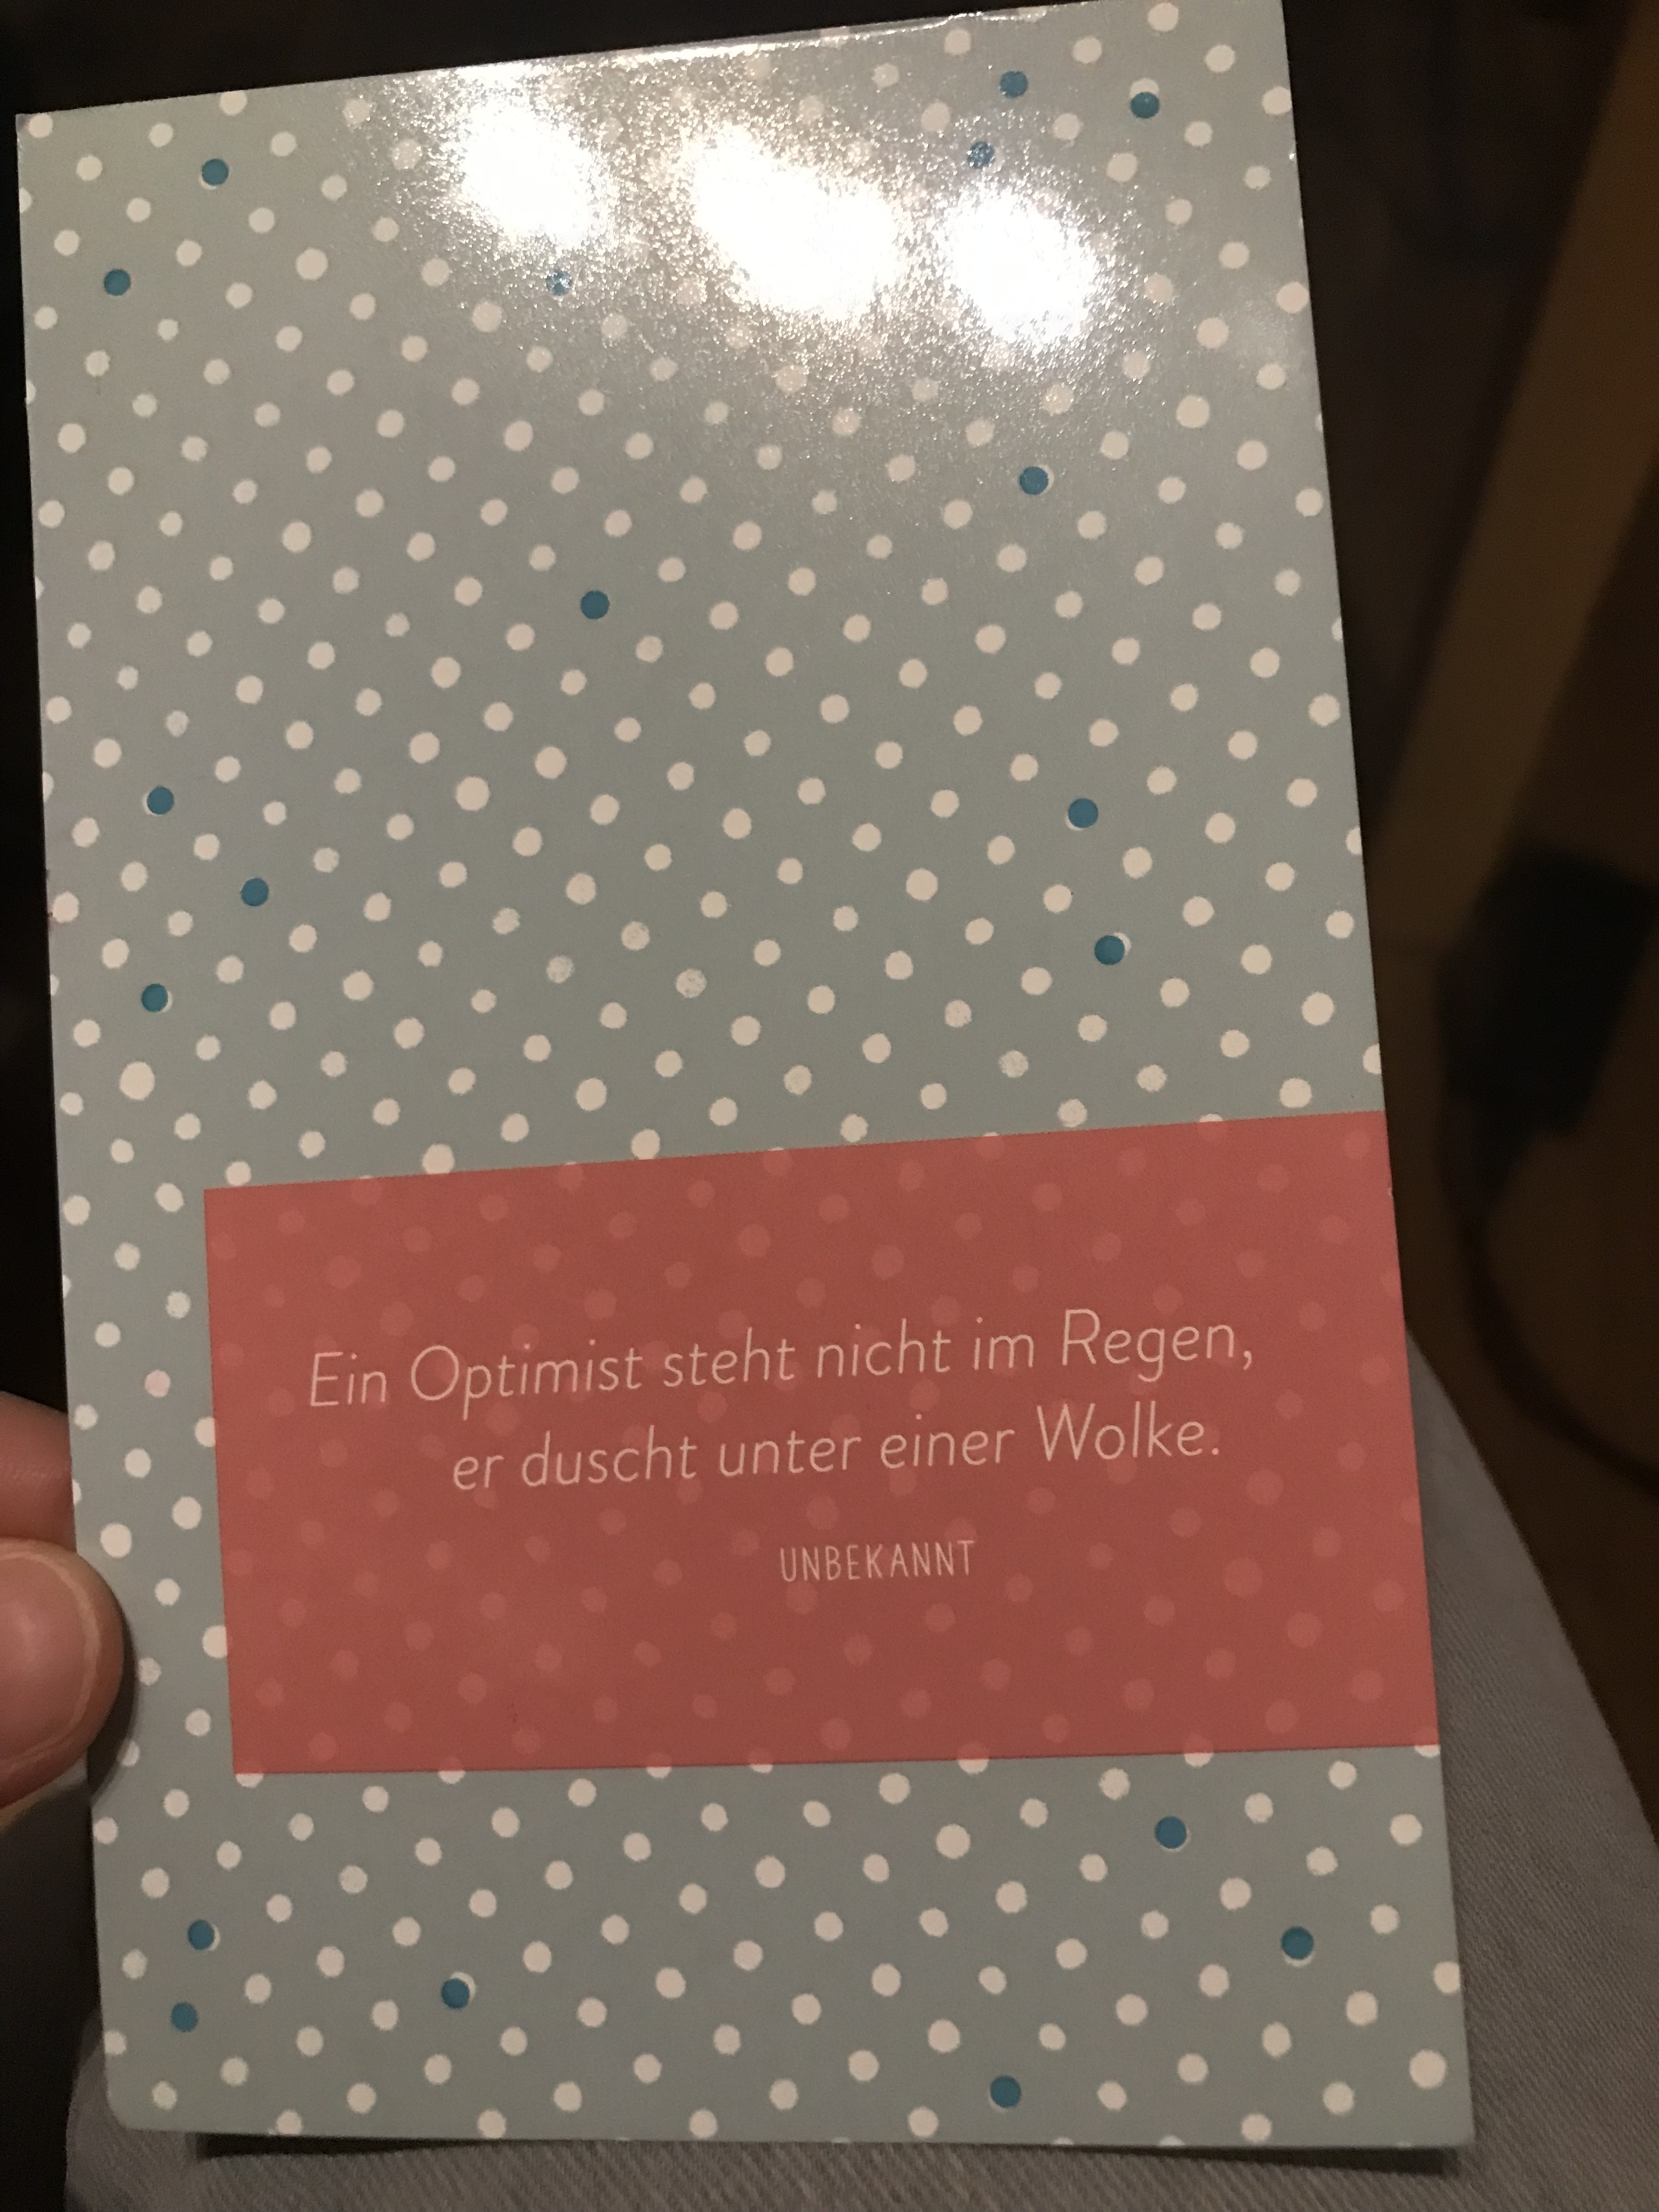 Ein Optimist steht nicht im Regen,
er duscht unter einer Wolke.
UNBEKANNT